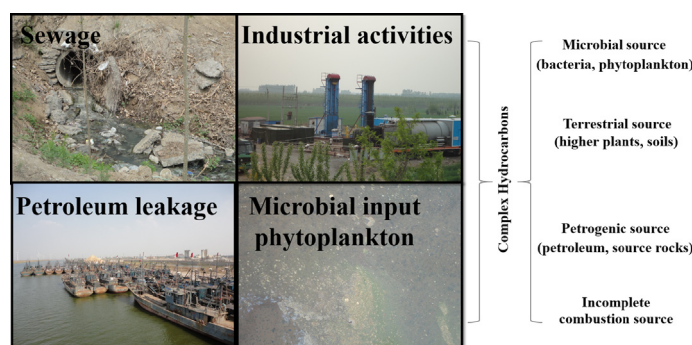 Sewage
Industrial activities
Petroleum leakage
Microbial input
phytoplankton
Complex Hydrocarbons
Microbial source
(bacteria, phytoplankton)
Terrestrial source
(higher plants, soils)
Petrogenic source
(petroleum, source rocks)
Incomplete
combustion source